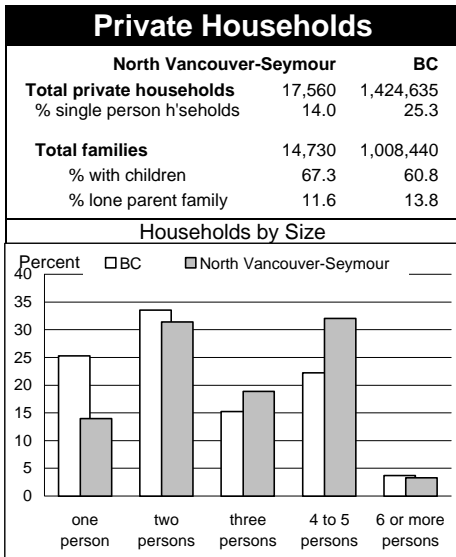 Private Households
North Vancouver-Seymour BC
Total private households 17,560 1,424,635
% single person h'seholds 14.0 25.3
Total families 14,730 1,008,440
% with children 67.3 60.8
% lone parent family 11.6 13.8
Households by Size
Percent BC North Vancouver-Seymour
40
35
30
25
20
15
10
5
0
one person
two persons
three persons
4 to 5 persons
6 or more persons